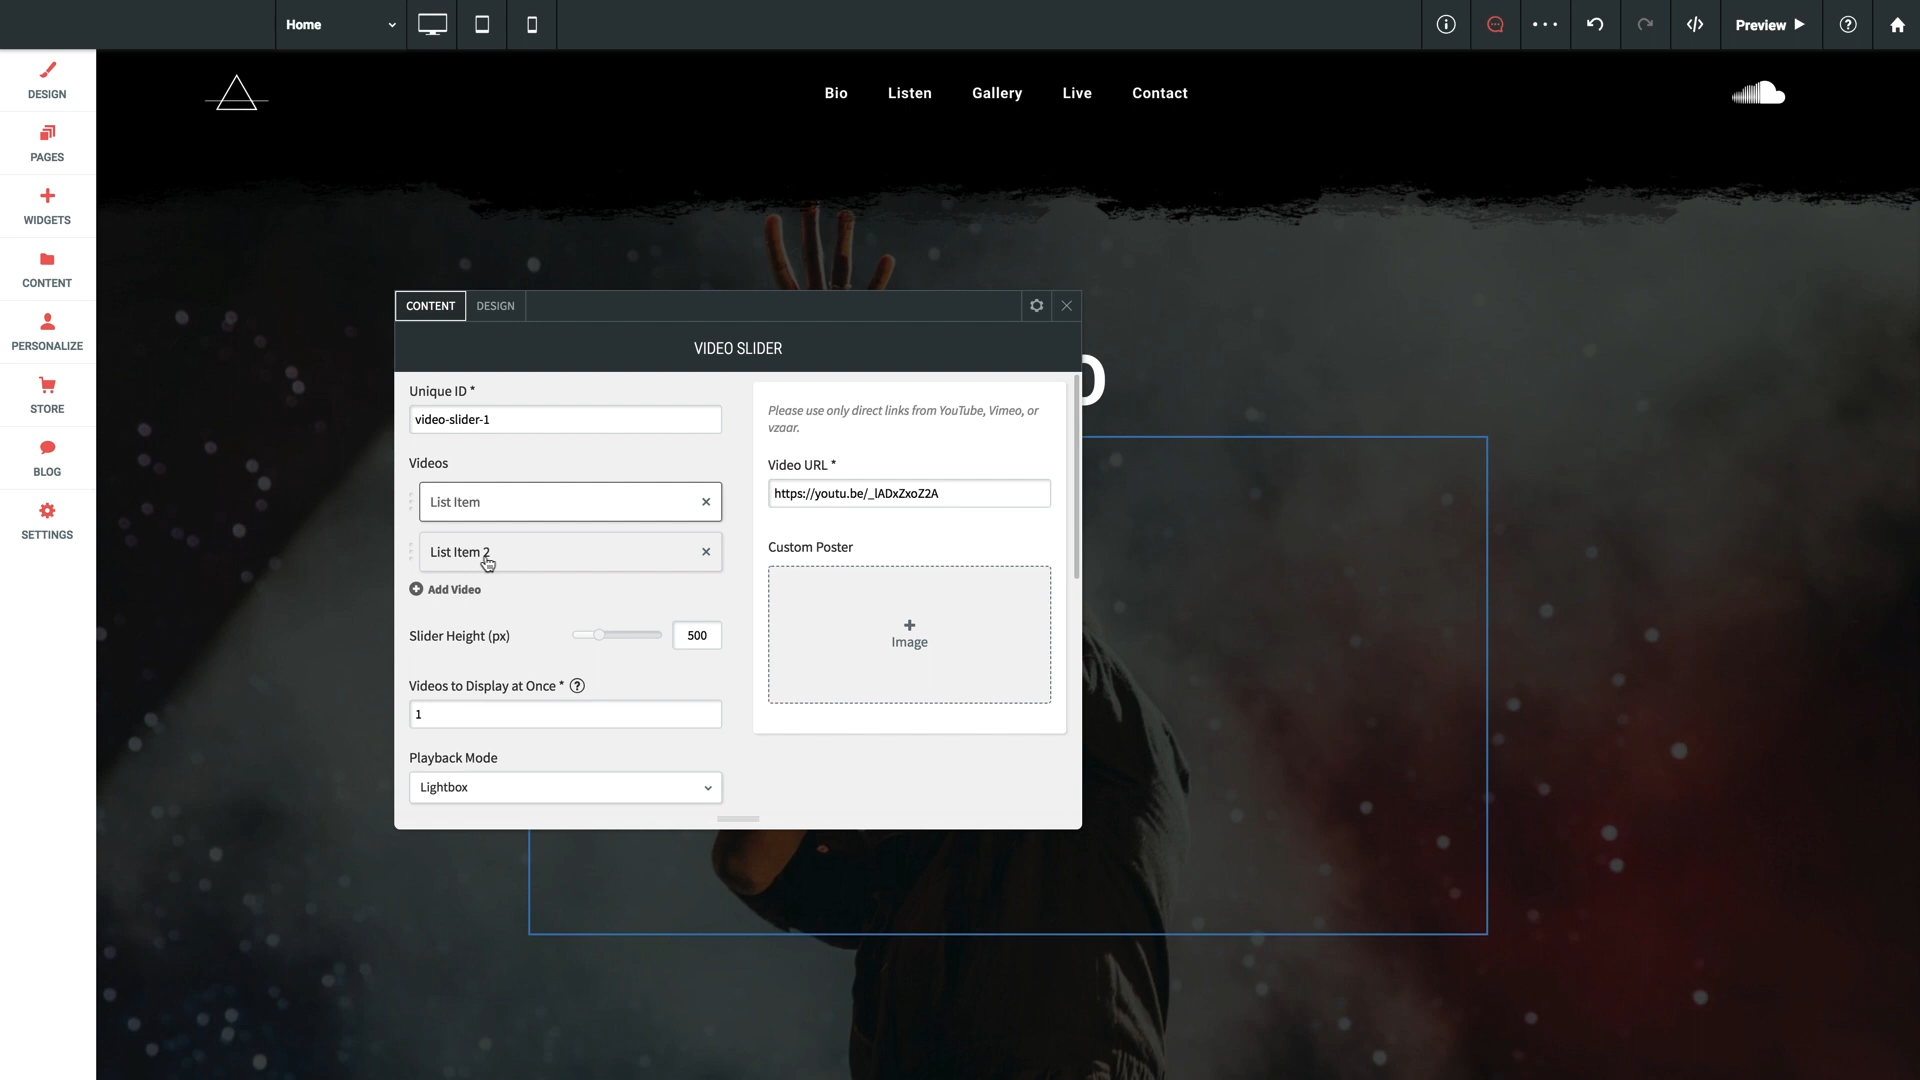 Home
Preview
DESIGN
PAGES
WIDGETS
CONTENT
PERSONALIZE
STORE
BLOG
SETTINGS
Bio Listen Gallery Live Contact
CONTENT DESIGN
VIDEO SLIDER
Unique ID *
video-slider-1
Videos
List Item
List Item 2
Add Video
Slider Height (px) 500
Videos to Display at Once *
1
Playback Mode
Lightbox
Please use only direct links from YouTube, Vimeo, or
vzaar.
Video URL *
https://youtu.be/_lADxZxoZ2A
Custom Poster
Image